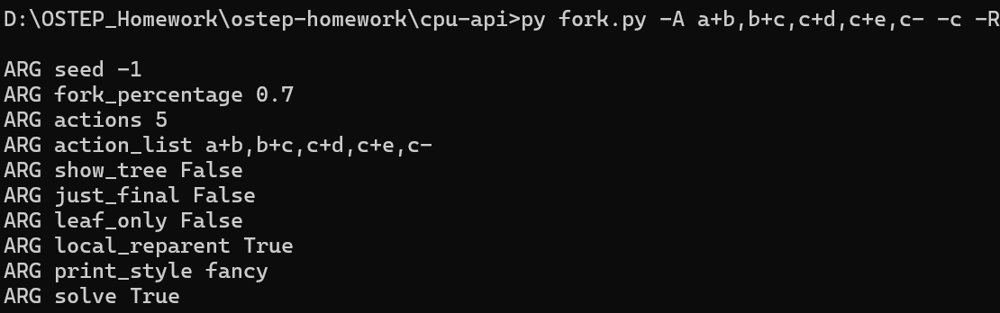 D:\OSTEP_Homework\ostep-homework\cpu-api>py fork.py -A a+b,b+c,c+d,c+e,c- -c -R
ARG seed -1
ARG fork_percentage 0.7
ARG actions 5
ARG action_list a+b,b+c,c+d,c+e,c-
ARG show_tree False
ARG just_final False
ARG leaf_only False
ARG local_reparent True
ARG print_style fancy
ARG solve True